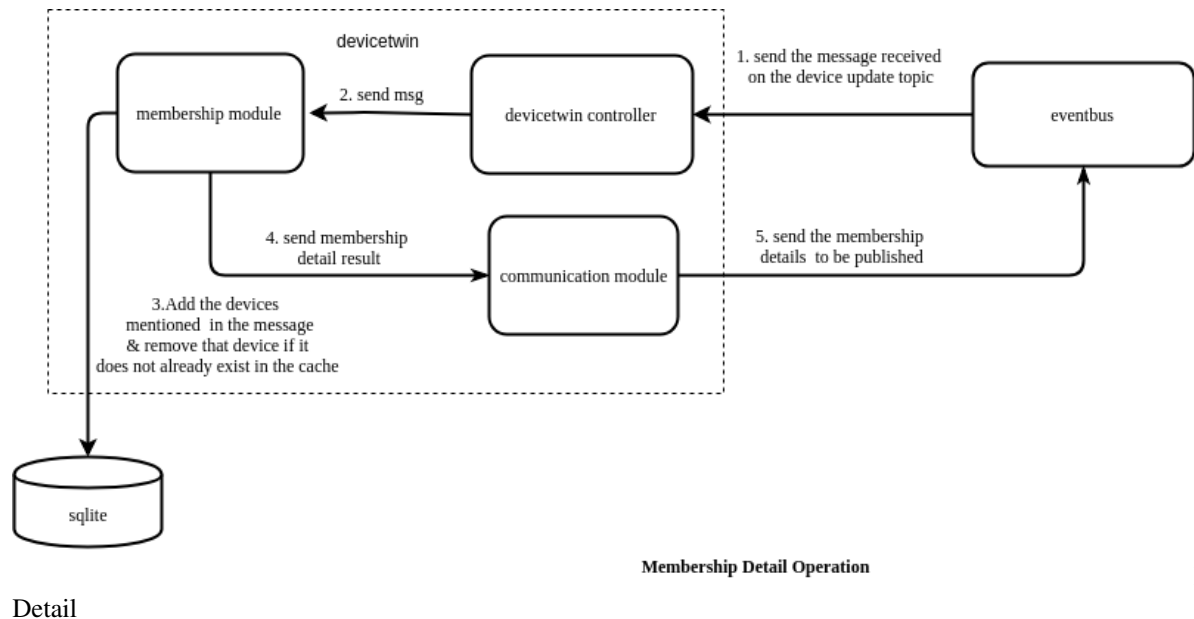 devicetwin
1. send the message received
on the device update topic
membership module
2. send msg
devicetwin controller
eventbus
4. send membership
detail result
communication module
5. send the membership
details to be published
3.Add the devices
mentioned in the message
& remove that device if it
does not already exist in the cache
sqlite
Membership Detail Operation
Detail